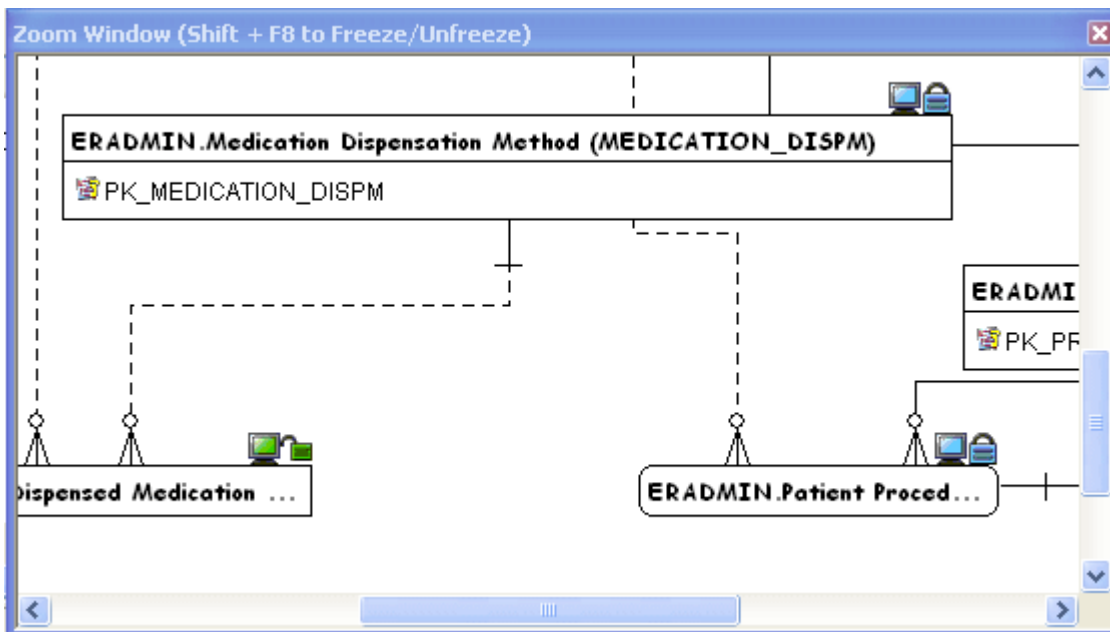 Zoom Window (Shift + F8 to Freeze/Unfreeze)
ERADMIN.Medication Dispensation Method (MEDICATION_DISPM)
PK_MEDICATION_DISPM
ERADMI
PK_PR
Dispensed Medication ...
ERADMIN.Patient Proced...